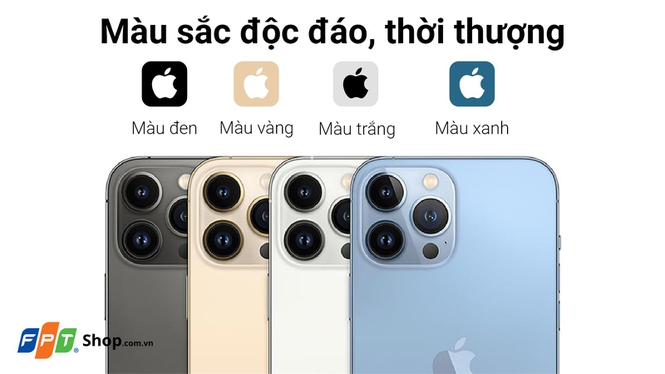 Màu sắc độc đáo, thời thượng
Màu đen Màu vàng Màu trắng Màu xanh
FPT® Shop.com.vn